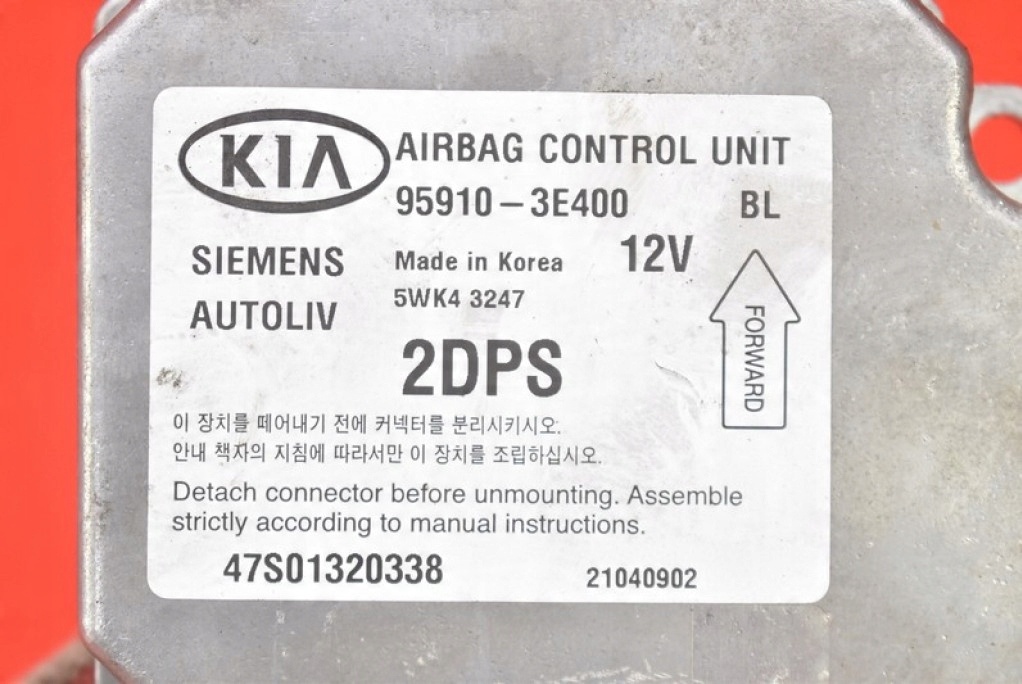 KIA AIRBAG CONTROL UNIT
95910-3E400 BL
SIEMENS Made in Korea 12V
AUTOLIV 5WK4 3247
FORWARD
2DPS
이 장치를 떼어내기 전에 커넥터를 분리시키시오.
안내 책자의 지침에 따라서만 이 장치를 조립하십시오.
Detach connector before unmounting. Assemble
strictly according to manual instructions.
47S01320338 21040902